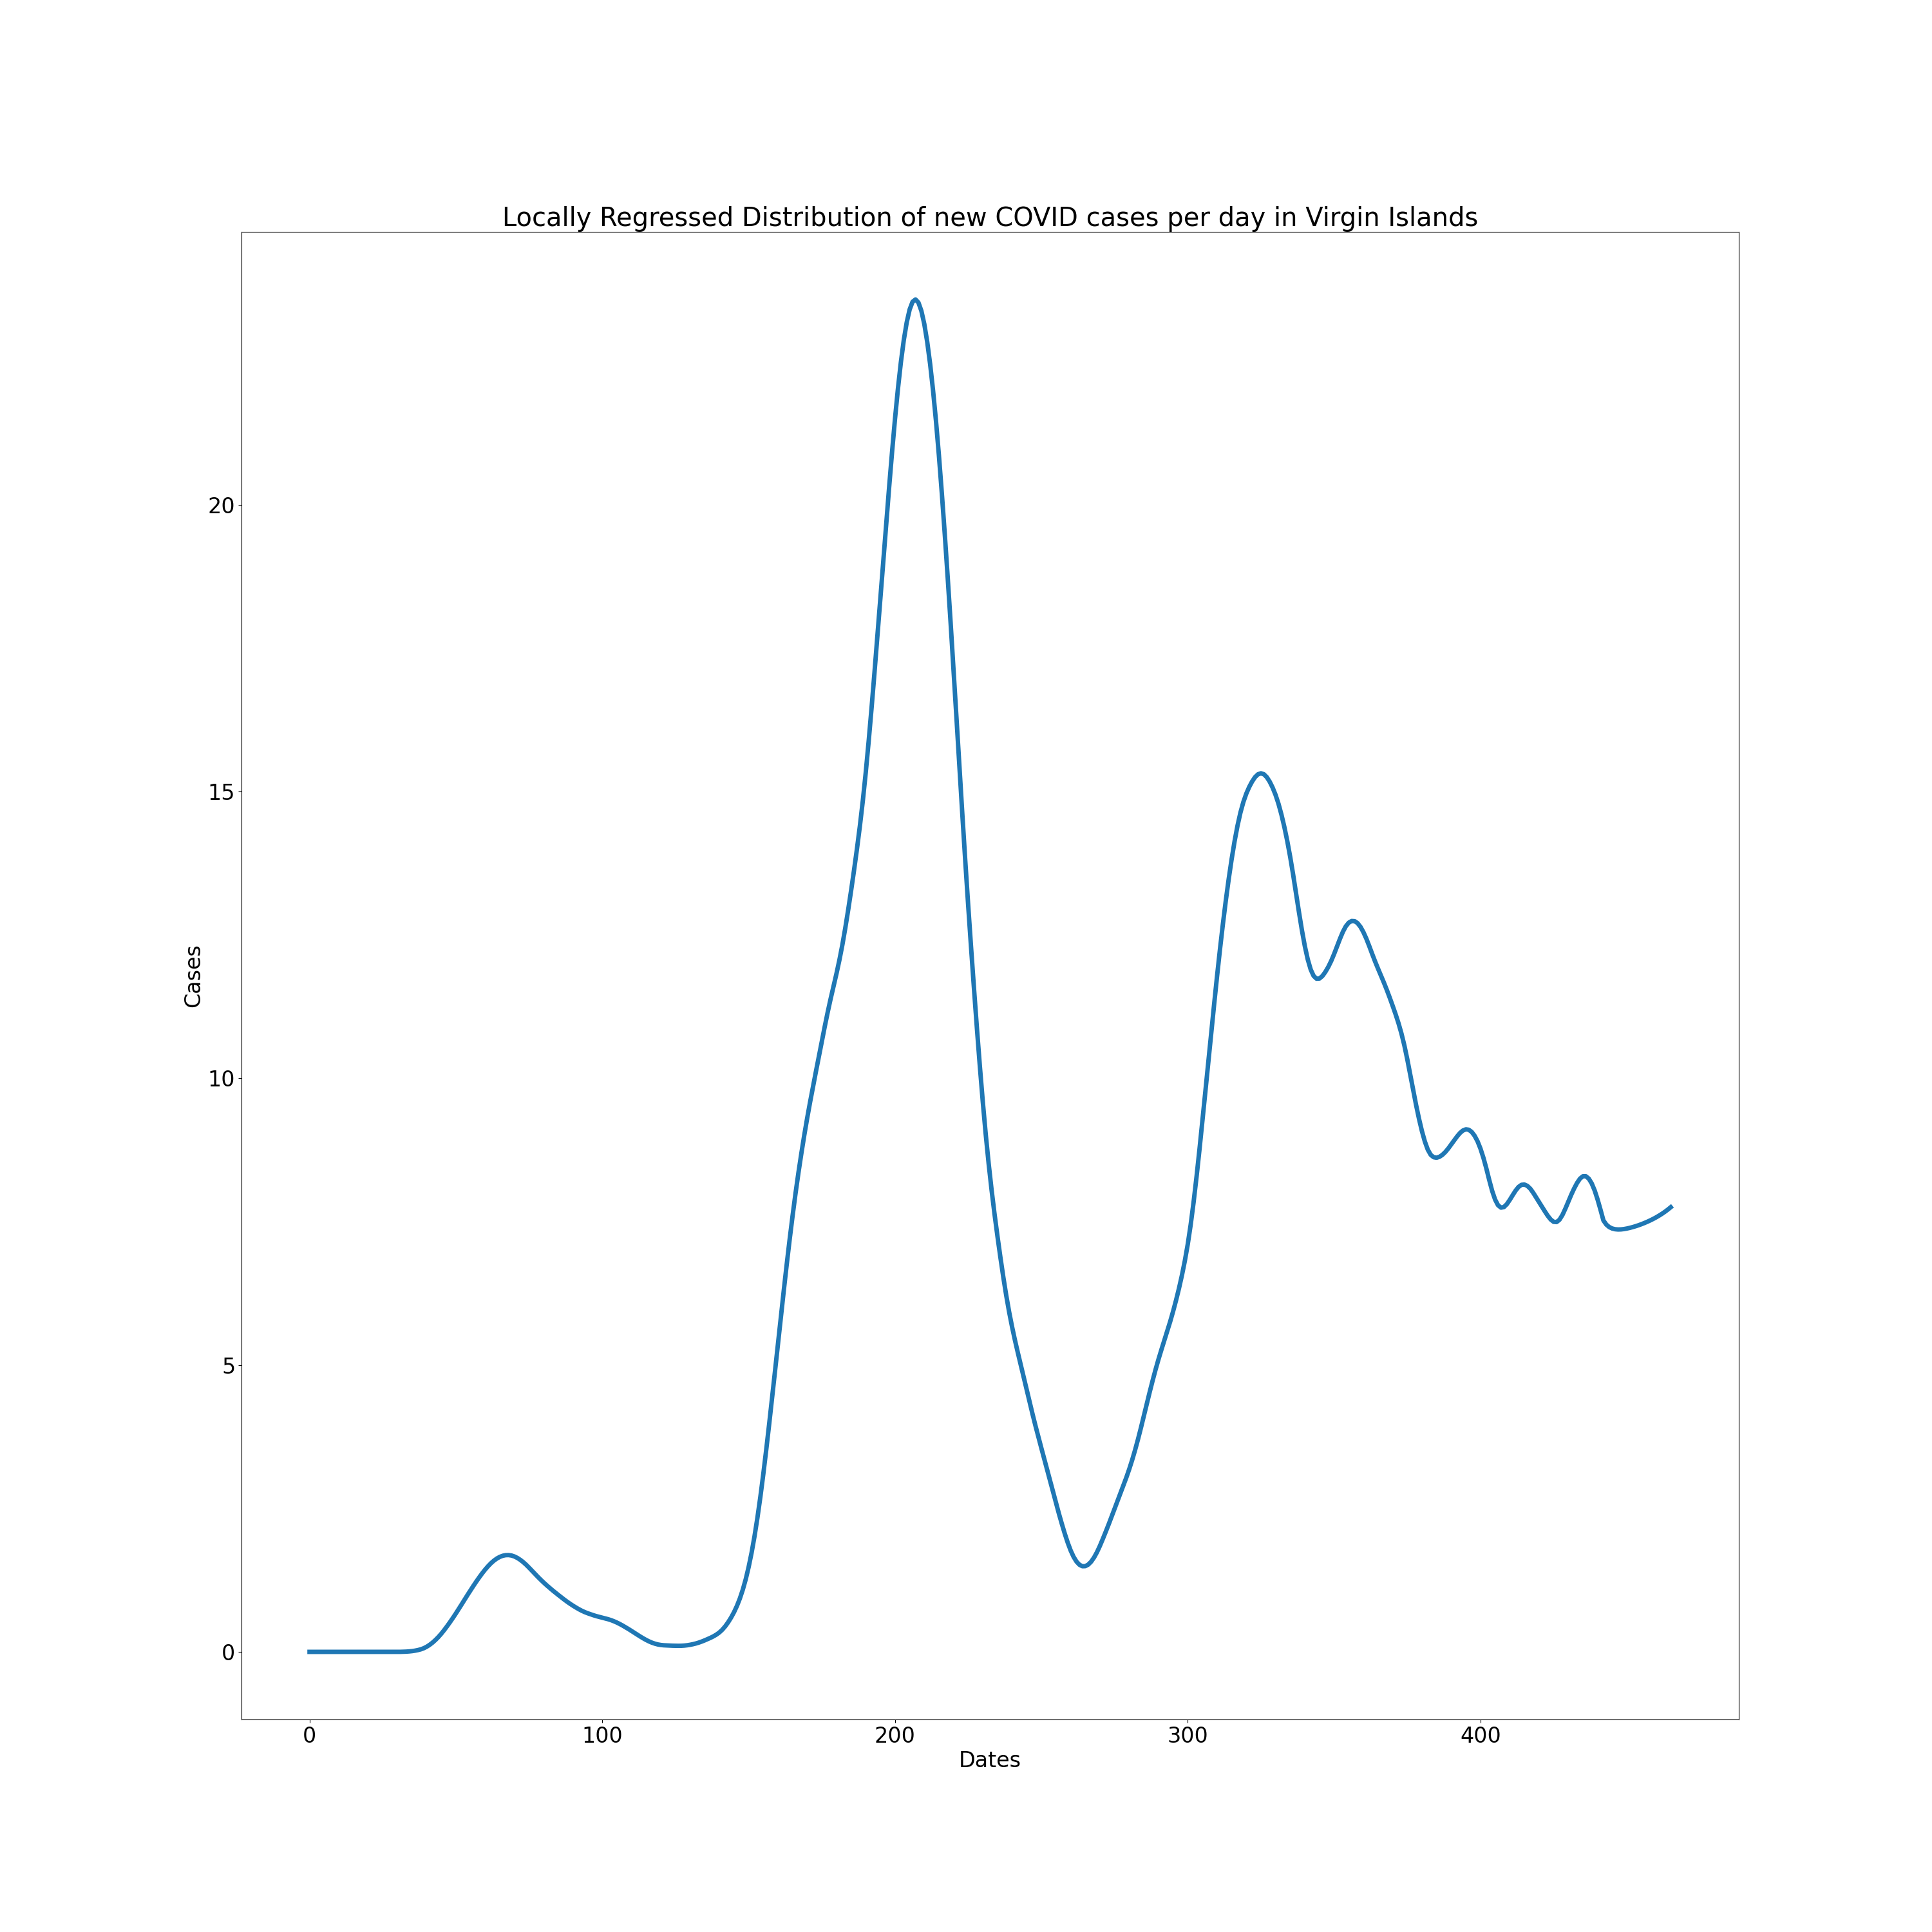 Locally Regressed Distribution of new COVID cases per day in Virgin Islands
20
15
10
5
0
Cases
0 100 200 300 400
Dates